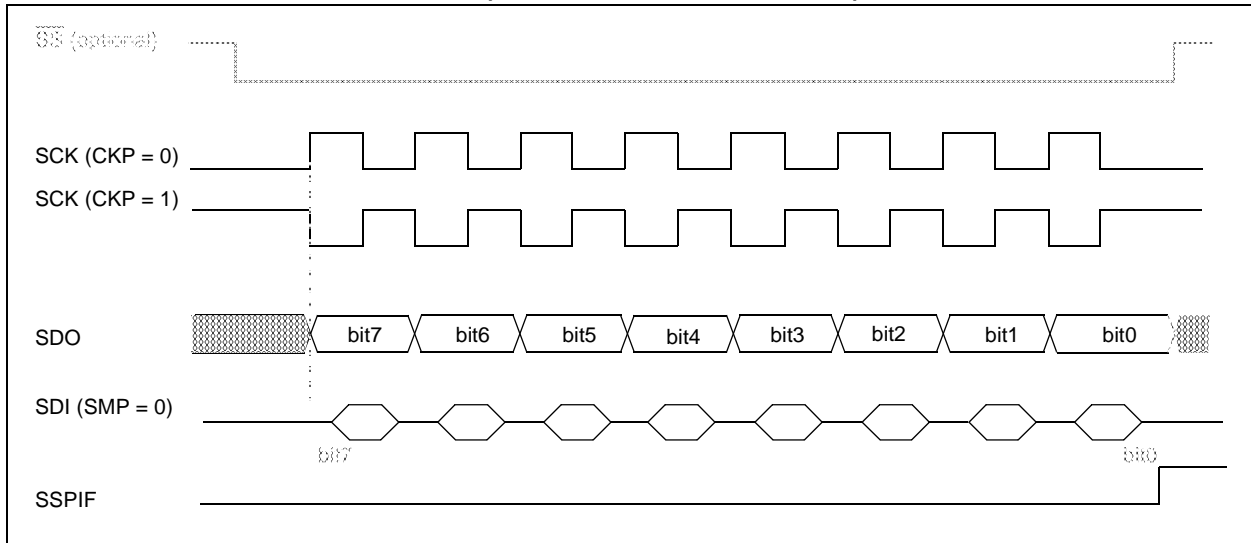 SS (optional)
SCK (CKP = 0)
SCK (CKP = 1)
SDO
bit7 bit6 bit5 bit4 bit3 bit2 bit1 bit0
SDI (SMP = 0)
bit7 bit0
SSPIF